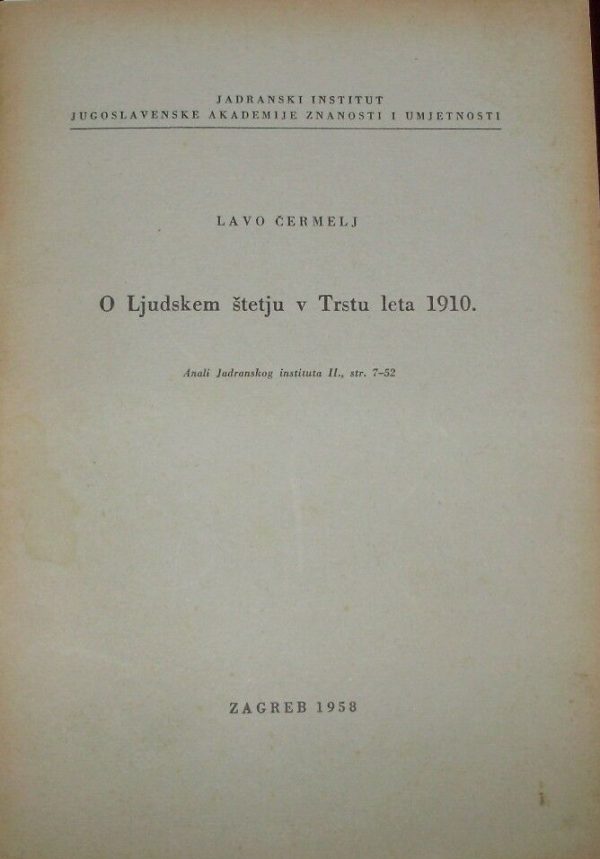 JADRANSKI INSTITUT
JUGOSLAVENSKE AKADEMIJE ZNANOSTI I UMJETNOSTI
LAVO ČERMELJ
O Ljudskem štetju v Trstu leta 1910.
Anali Jadranskog instituta II., str. 7–52
ZAGREB 1958